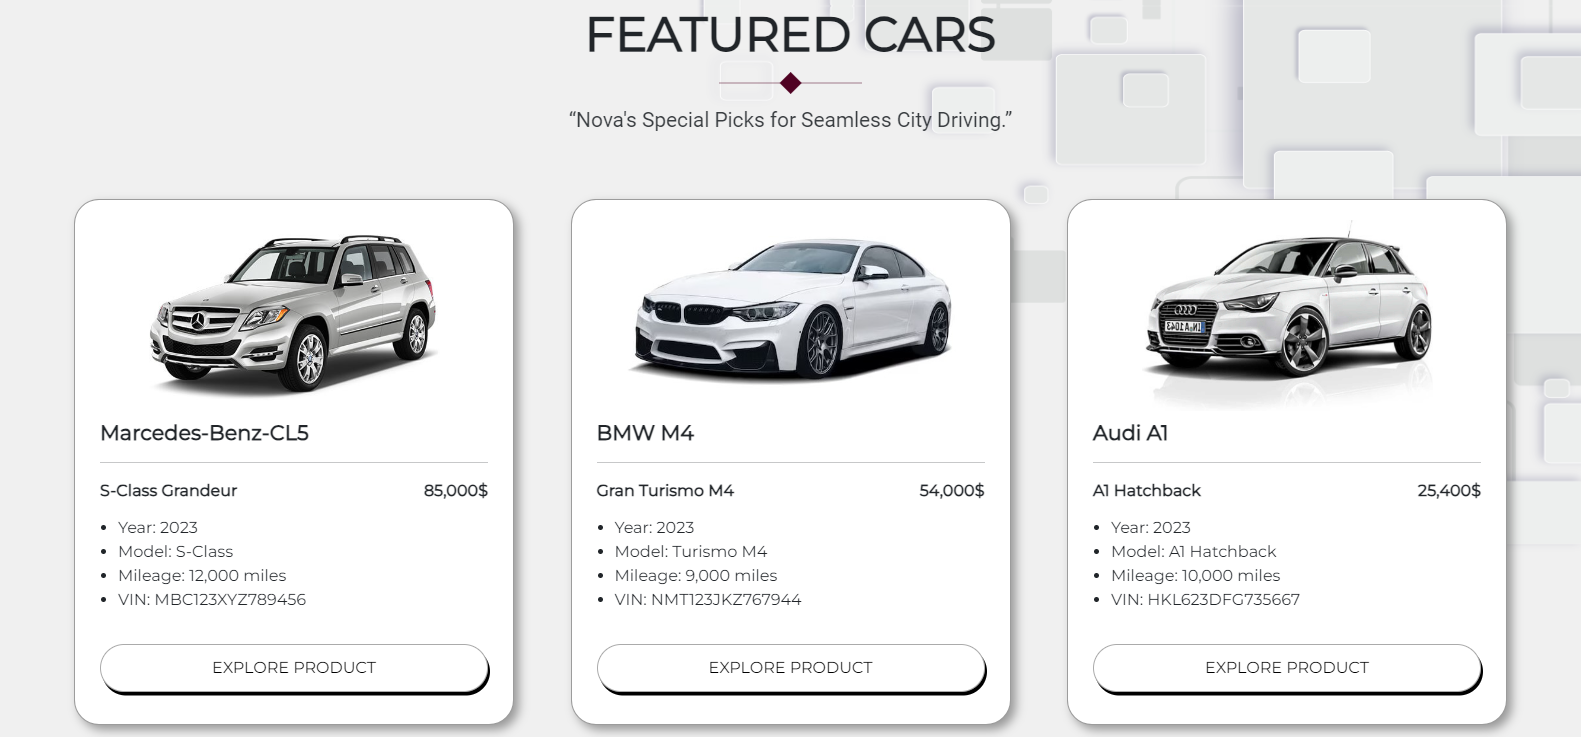 FEATURED CARS
“Nova's Special Picks for Seamless City Driving.”
Marcedes-Benz-CL5
S-Class Grandeur 85,000$
Year: 2023
Model: S-Class
Mileage: 12,000 miles
VIN: MBC123XYZ789456
EXPLORE PRODUCT
BMW M4
Gran Turismo M4 54,000$
Year: 2023
Model: Turismo M4
Mileage: 9,000 miles
VIN: NMT123JKZ767944
EXPLORE PRODUCT
Audi A1
A1 Hatchback 25,400$
Year: 2023
Model: A1 Hatchback
Mileage: 10,000 miles
VIN: HKL623DFG735667
EXPLORE PRODUCT